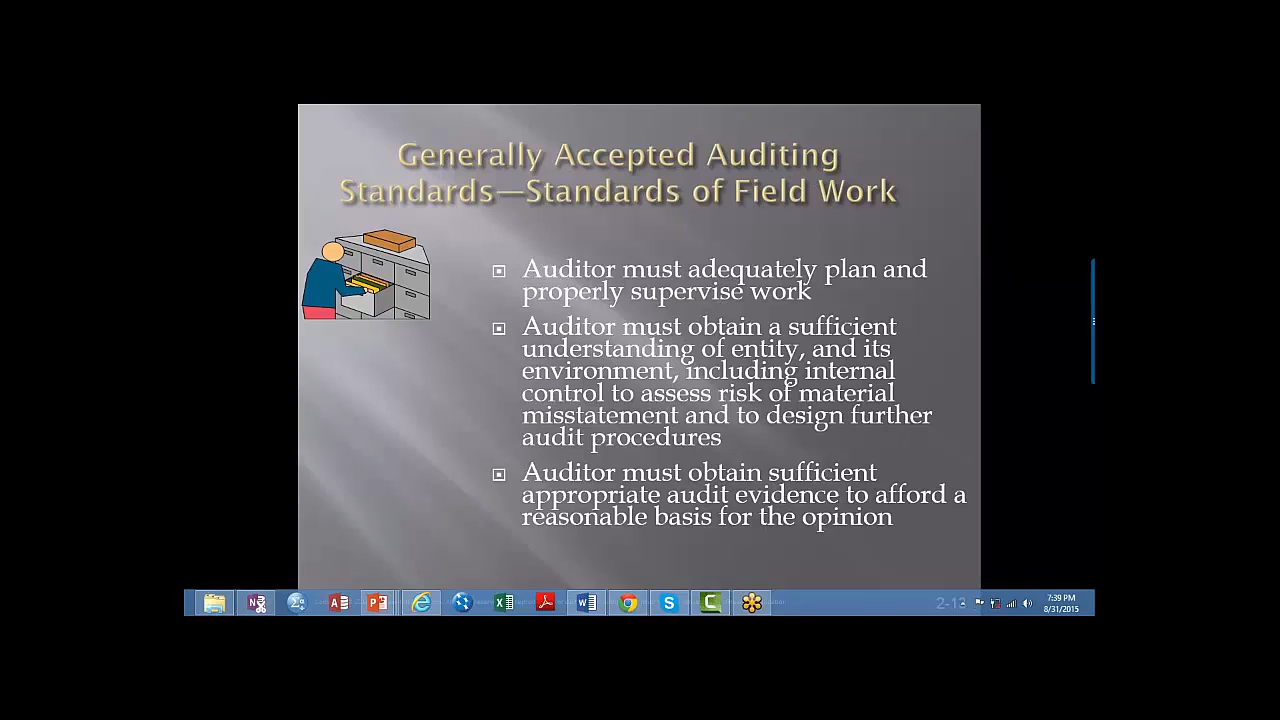 Generally Accepted Auditing
Standards—Standards of Field Work
Auditor must adequately plan and
properly supervise work
Auditor must obtain a sufficient
understanding of entity, and its
environment, including internal
control to assess risk of material
misstatement and to design further
audit procedures
Auditor must obtain sufficient
appropriate audit evidence to afford a
reasonable basis for the opinion
2-13
7:39 PM
8/31/2015